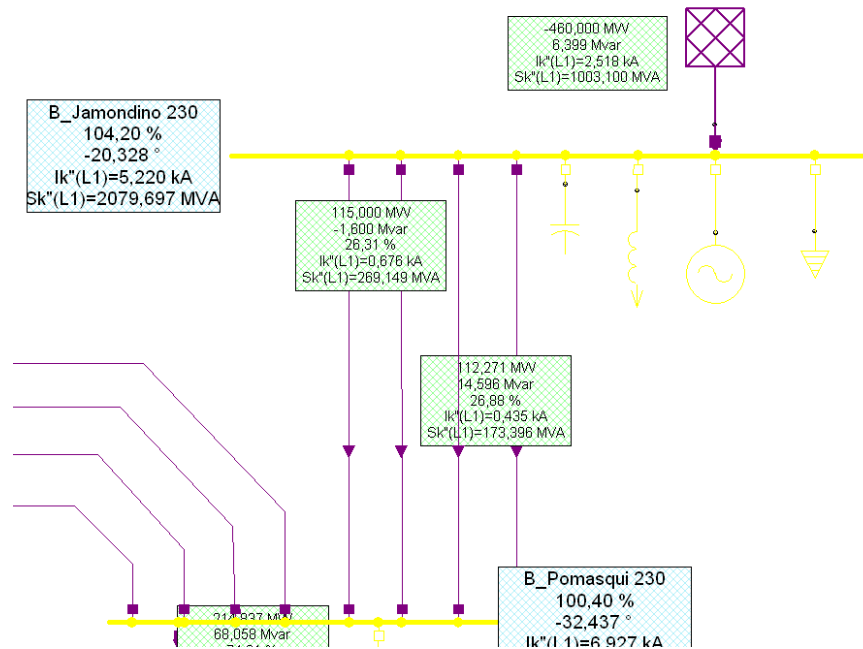 -460,000 MW
6,399 Mvar
Ik"(L1)=2,518 kA
Sk"(L1)=1003,100 MVA
B_Jamondino 230
104,20 %
-20,328 °
Ik"(L1)=5,220 kA
Sk"(L1)=2079,697 MVA
115,000 MW
-1,600 Mvar
26,31 %
Ik"(L1)=0,676 kA
Sk"(L1)=269,149 MVA
112,271 MW
14,596 Mvar
26,88 %
Ik"(L1)=0,435 kA
Sk"(L1)=173,396 MVA
B_Pomasqui 230
100,40 %
-32,437 °
Ik"(L1)=6,927 kA
MW
68,058 Mvar